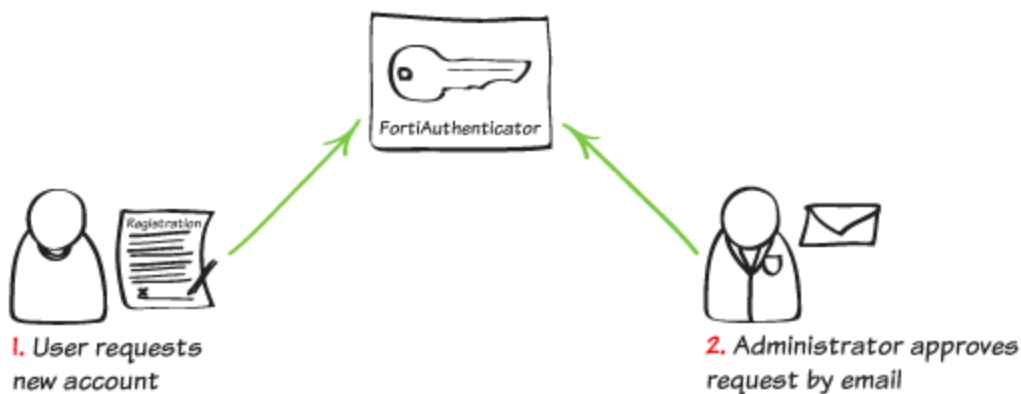 FortiAuthenticator
Registration
1. User requests
new account
2. Administrator approves
request by email